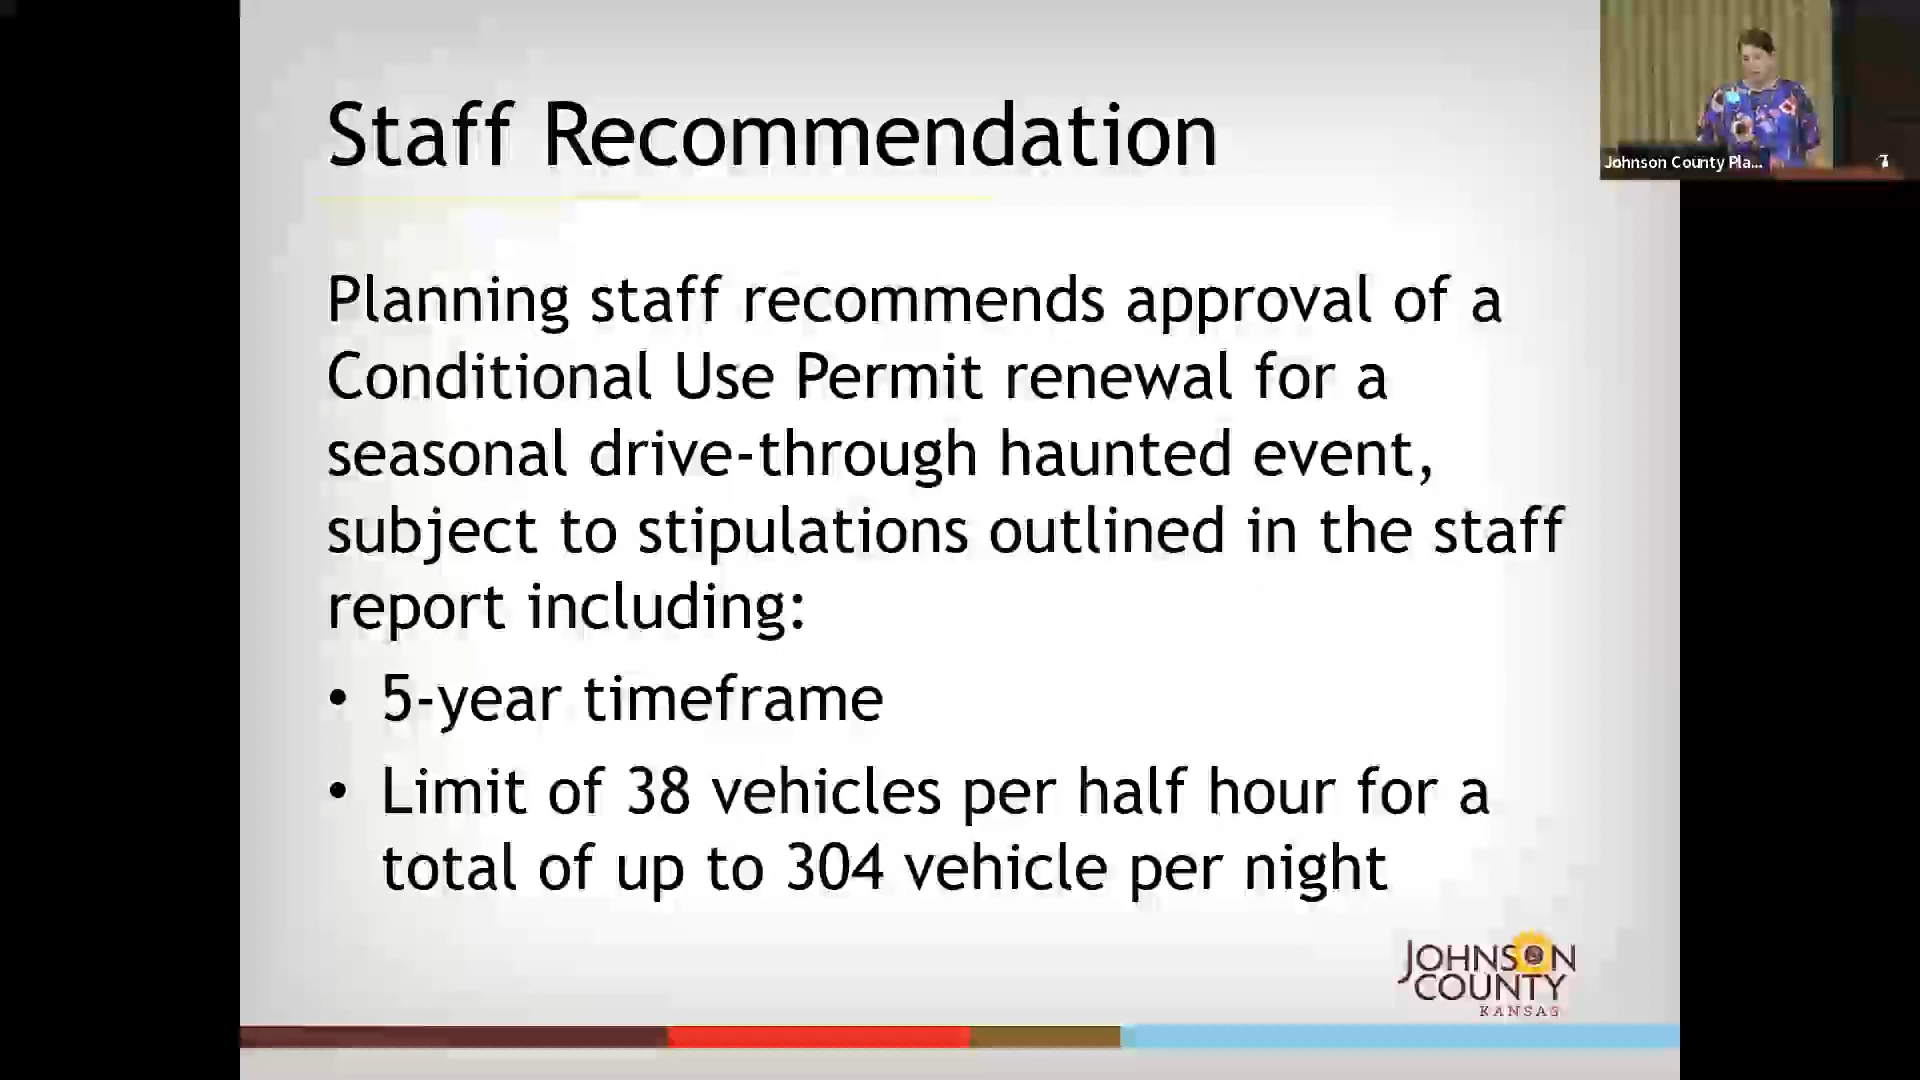 Staff Recommendation
Johnson County Pla...
Planning staff recommends approval of a
Conditional Use Permit renewal for a
seasonal drive-through haunted event,
subject to stipulations outlined in the staff
report including:
• 5-year timeframe
• Limit of 38 vehicles per half hour for a
total of up to 304 vehicle per night
JOHNSON
COUNTY
KANSAS